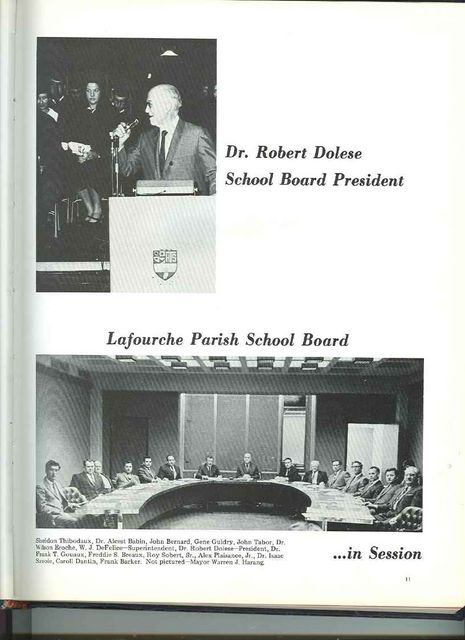 Dr. Robert Dolese
School Board President
Lafourche Parish School Board
Sheldon Thibodaux, Dr. Alcest Babin, John Bernard, Gene Guidry, John Tabor, Dr.
Wilson Broche, W. J. DeFelice—Superintendent, Dr. Robert Dolese—President, Dr.
Frank T. Gouaux, Freddie S. Breaux, Roy Sobert, Sr., Alex Plaisance, Jr., Dr. Isaac
Caroll Dantin, Frank Barker. Not pictured—Mayor Warren J. Harang.
...in Session
11